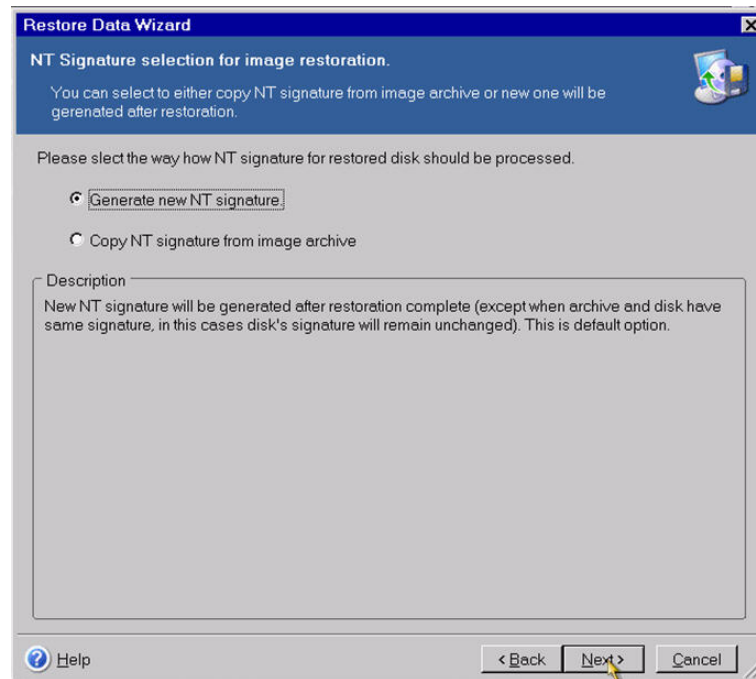 Restore Data Wizard
NT Signature selection for image restoration.
You can select to either copy NT signature from image archive or new one will be
gerenated after restoration.
Please slect the way how NT signature for restored disk should be processed.
Generate new NT signature.
Copy NT signature from image archive
Description
New NT signature will be generated after restoration complete (except when archive and disk have
same signature, in this cases disk's signature will remain unchanged). This is default option.
Help
< Back
Next >
Cancel